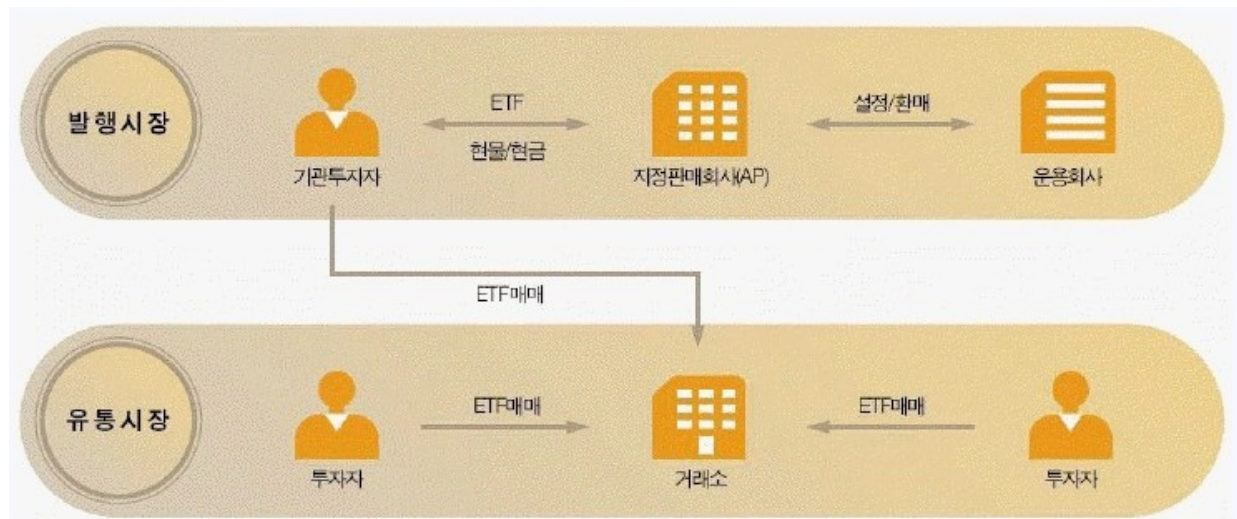 발행시장
ETF
현물/현금
설정/환매
기관투자자
지정판매회사(AP)
운용회사
ETF매매
유통시장
ETF매매
ETF매매
투자자
거래소
투자자